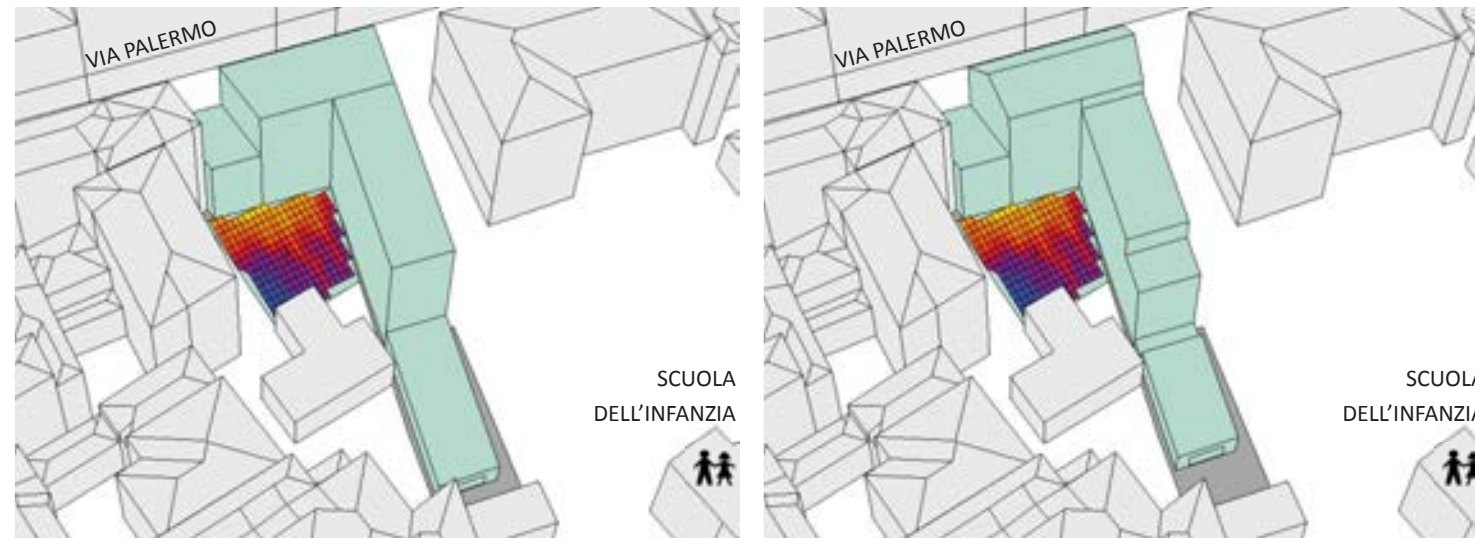 VIA PALERMO
SCUOLA
DELL'INFANZIA
VIA PALERMO
SCUOLA
DELL'INFANZIA